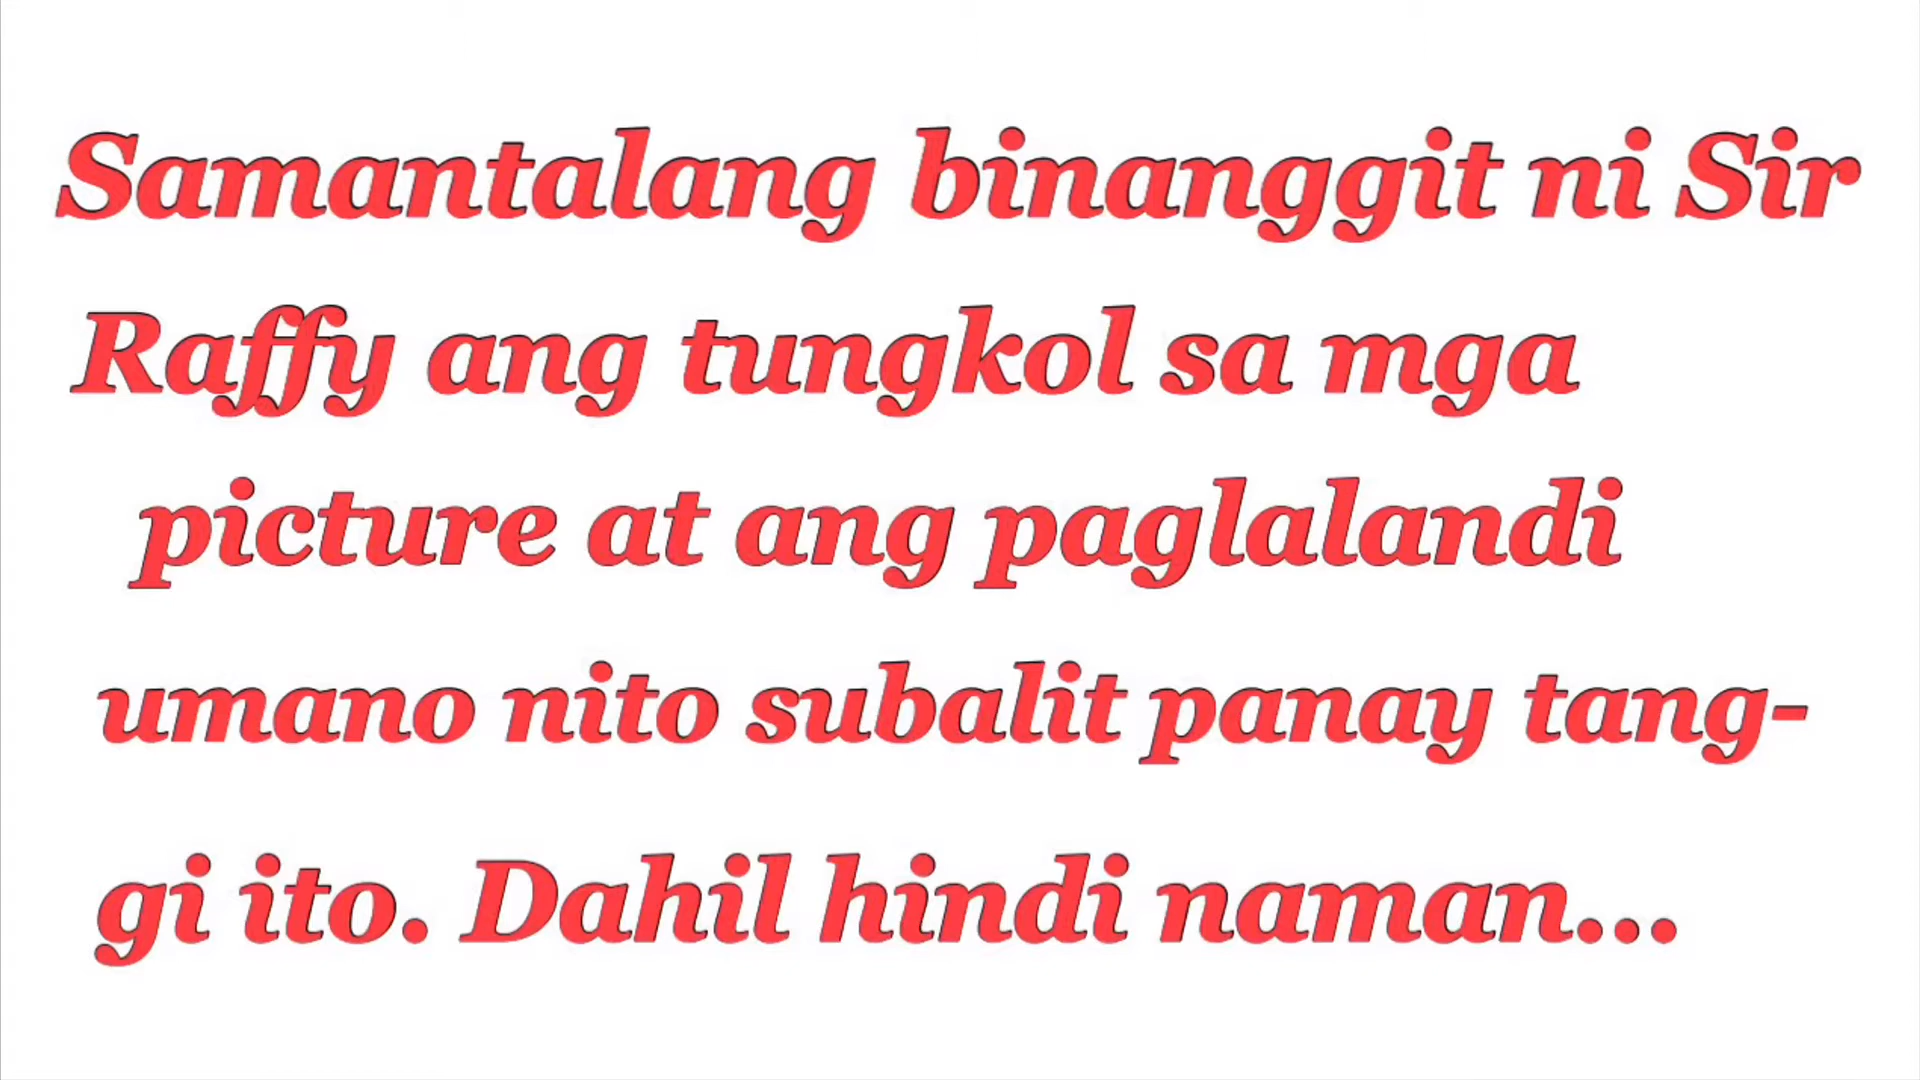 Samantalang binanggit ni Sir
Raffy ang tungkol sa mga
picture at ang paglalandi
umano nito subalit panay tang-
gi ito. Dahil hindi naman...